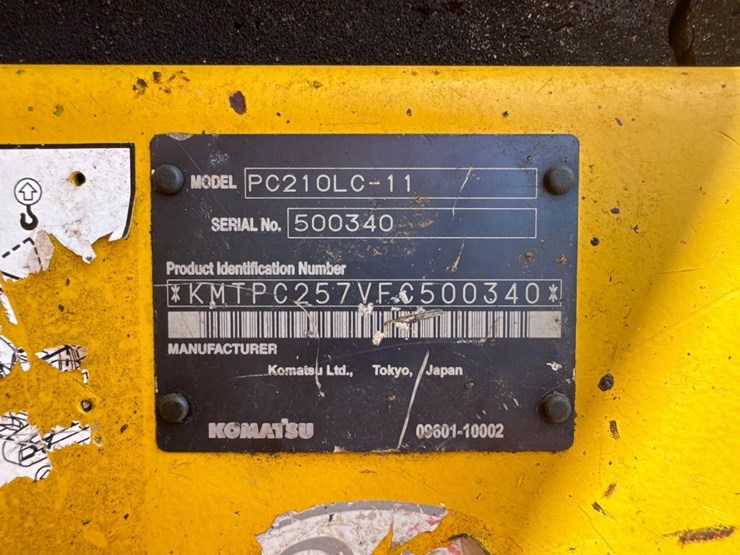 MODEL PC210LC-11
SERIAL No. 500340
Product Identification Number
*KMTPC257VFC500340*
MANUFACTURER
Komatsu Ltd., Tokyo, Japan
KOMATSU 09601-10002